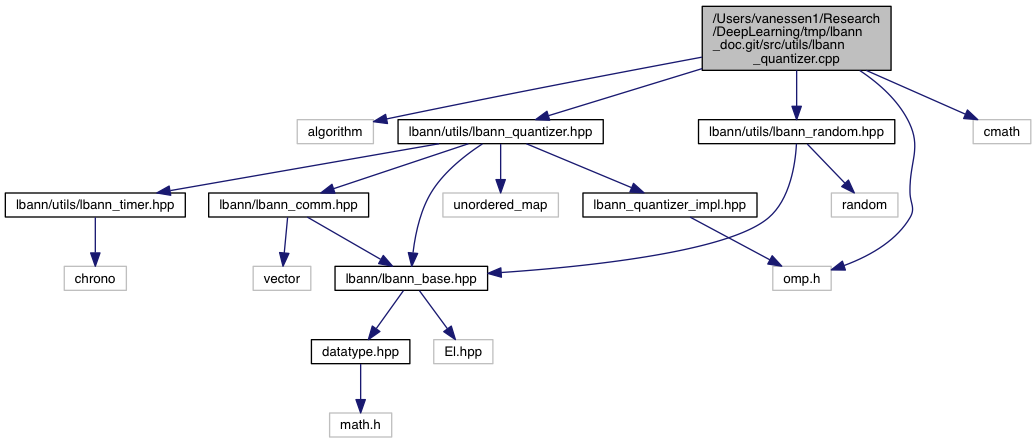 /Users/vanessen1/Research
/DeepLearning/tmp/lbann
_doc.git/src/utils/lbann
_quantizer.cpp
algorithm
lbann/utils/lbann_quantizer.hpp
lbann/utils/lbann_random.hpp
cmath
lbann/utils/lbann_timer.hpp
lbann/lbann_comm.hpp
unordered_map
lbann_quantizer_impl.hpp
random
chrono
vector
lbann/lbann_base.hpp
omp.h
datatype.hpp
El.hpp
math.h